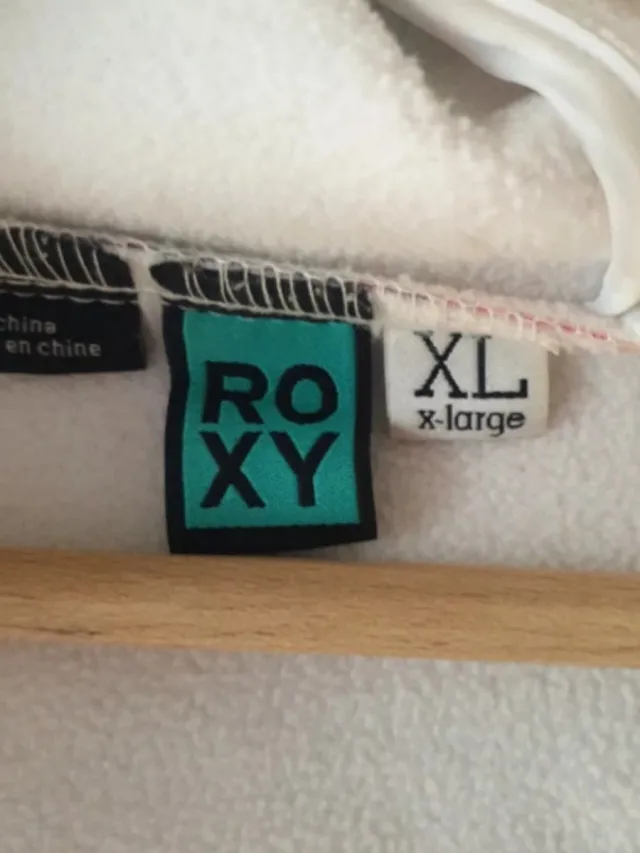 china
en chine
RO
XY
XL
x-large